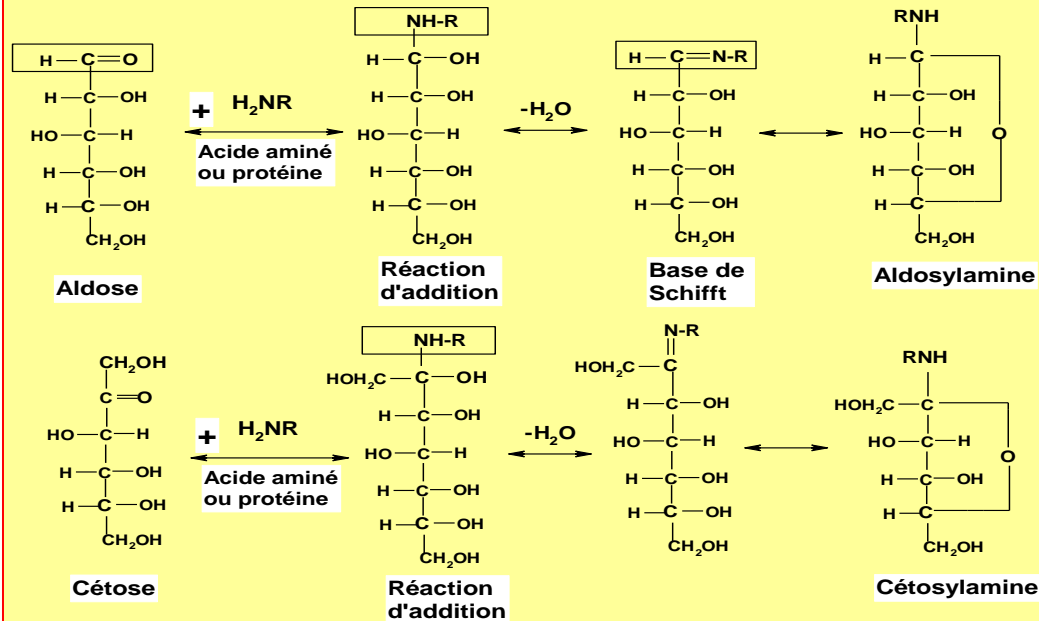 H—C=O
H—C—OH
HO—C—H
H—C—OH
H—C—OH
CH₂OH
Aldose
+ H₂NR
Acide aminé
ou protéine
NH-R
H—C—OH
H—C—OH
HO—C—H
H—C—OH
H—C—OH
CH₂OH
Réaction
d'addition
-H₂O
H—C=N-R
H—C—OH
HO—C—H
H—C—OH
H—C—OH
CH₂OH
Base de
Schifft
RNH
H—C
H—C—OH
HO—C—H O
H—C—OH
H—C
CH₂OH
Aldosylamine
CH₂OH
C=O
HO—C—H
H—C—OH
H—C—OH
CH₂OH
Cétose
+ H₂NR
Acide aminé
ou protéine
NH-R
HOH₂C—C—OH
H—C—OH
HO—C—H
H—C—OH
H—C—OH
CH₂OH
Réaction
d'addition
-H₂O
N-R
HOH₂C—C
H—C—OH
HO—C—H
H—C—OH
H—C—OH
CH₂OH
RNH
HOH₂C—C
HO—C—H
O
H—C—OH
H—C
CH₂OH
Cétosylamine